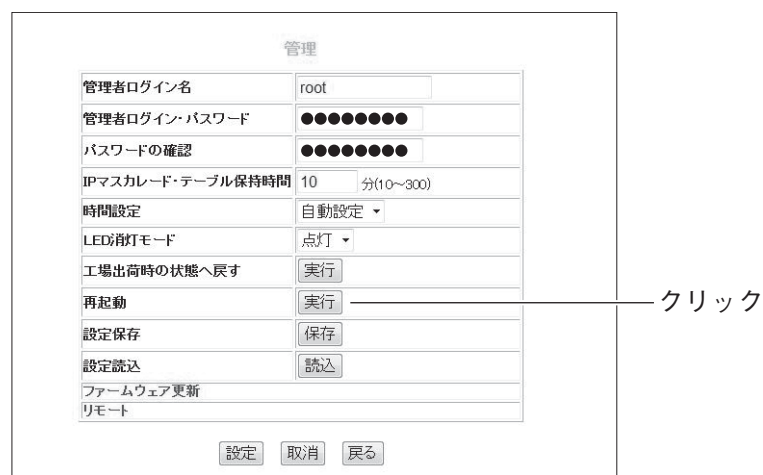 管理
管理者ログイン名 root
管理者ログイン・パスワード ●●●●●●●●
パスワードの確認 ●●●●●●●●
IPマスカレード・テーブル保持時間 10 分(10～300)
時間設定 自動設定
LED消灯モード 点灯
工場出荷時の状態へ戻す 実行
再起動 実行 クリック
設定保存 保存
設定読込 読込
ファームウェア更新
リモート
設定 取消 戻る